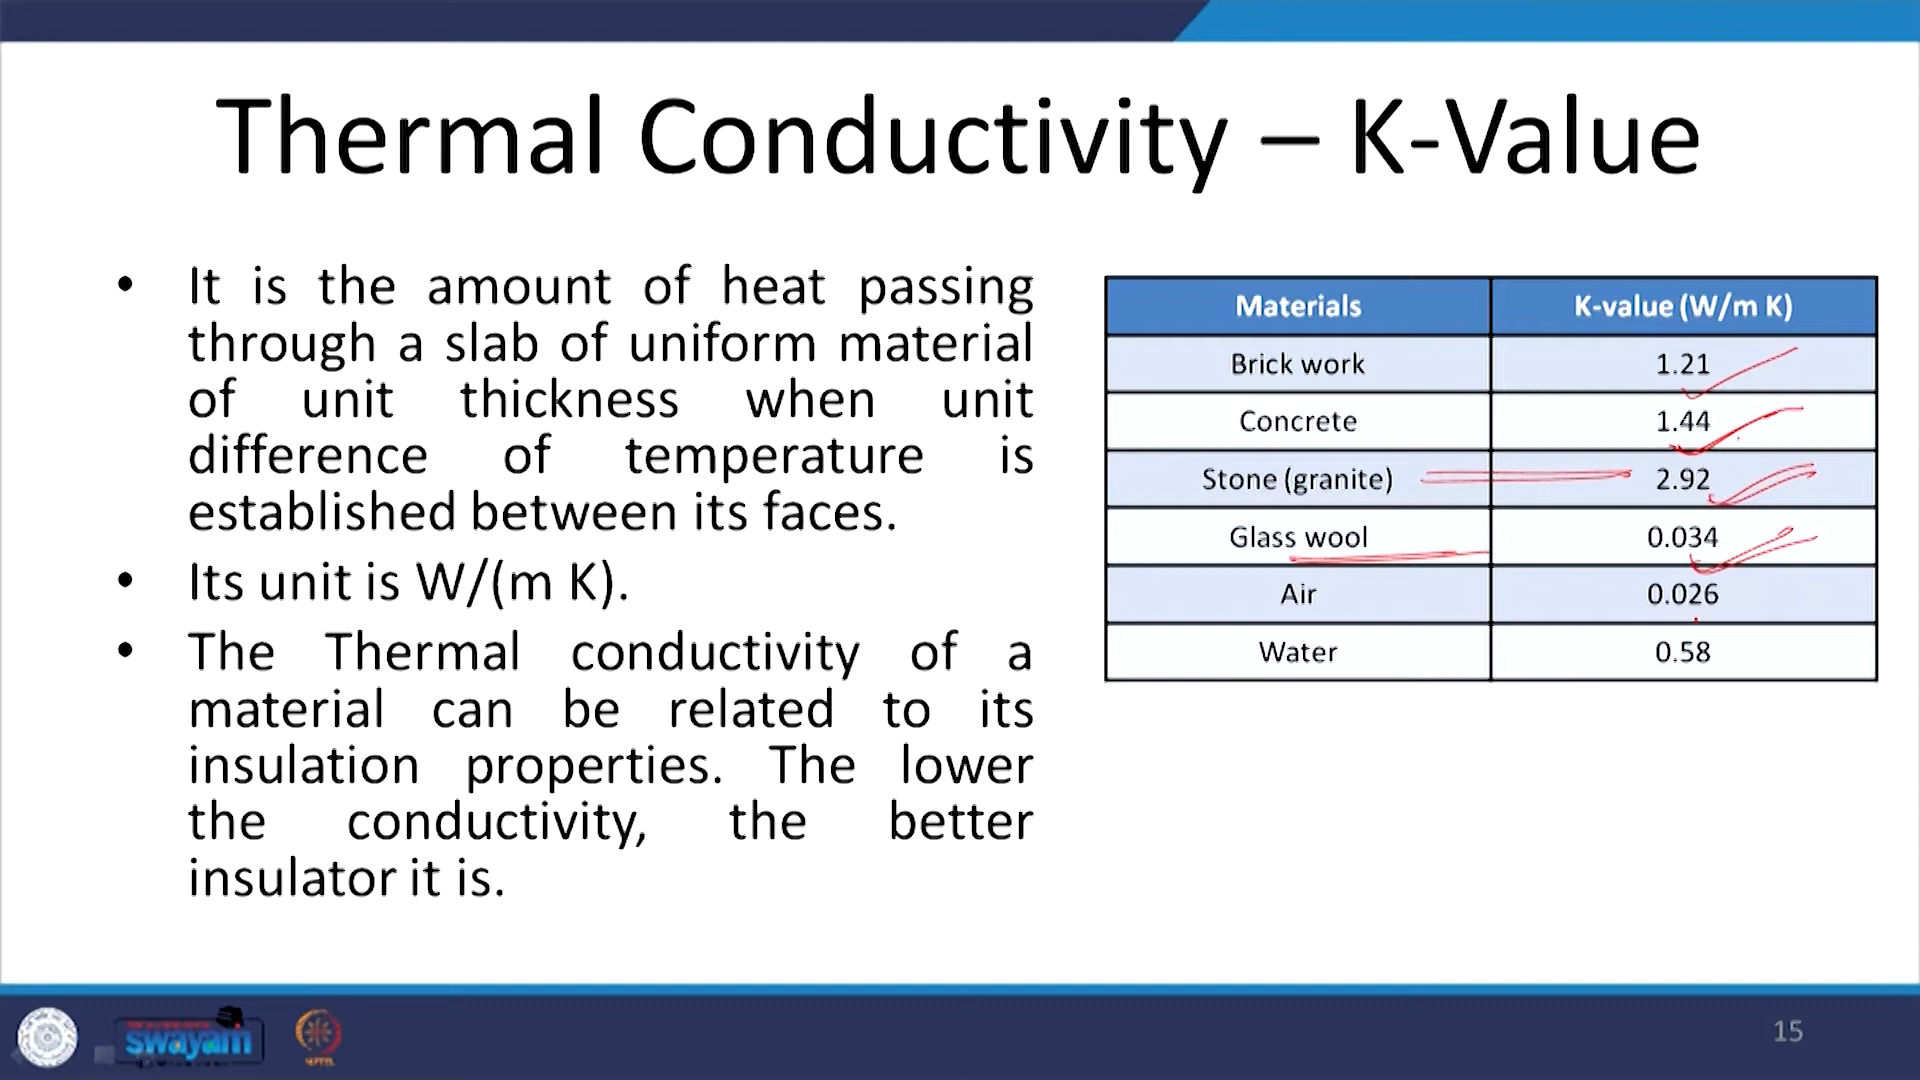 Thermal Conductivity – K-Value
• It is the amount of heat passing
through a slab of uniform material
of unit thickness when unit
difference of temperature is
established between its faces.
• Its unit is W/(m K).
• The Thermal conductivity of a
material can be related to its
insulation properties. The lower
the conductivity, the better
insulator it is.
Materials K-value (W/m K)
Brick work 1.21
Concrete 1.44
Stone (granite) 2.92
Glass wool 0.034
Air 0.026
Water 0.58
swayam
15